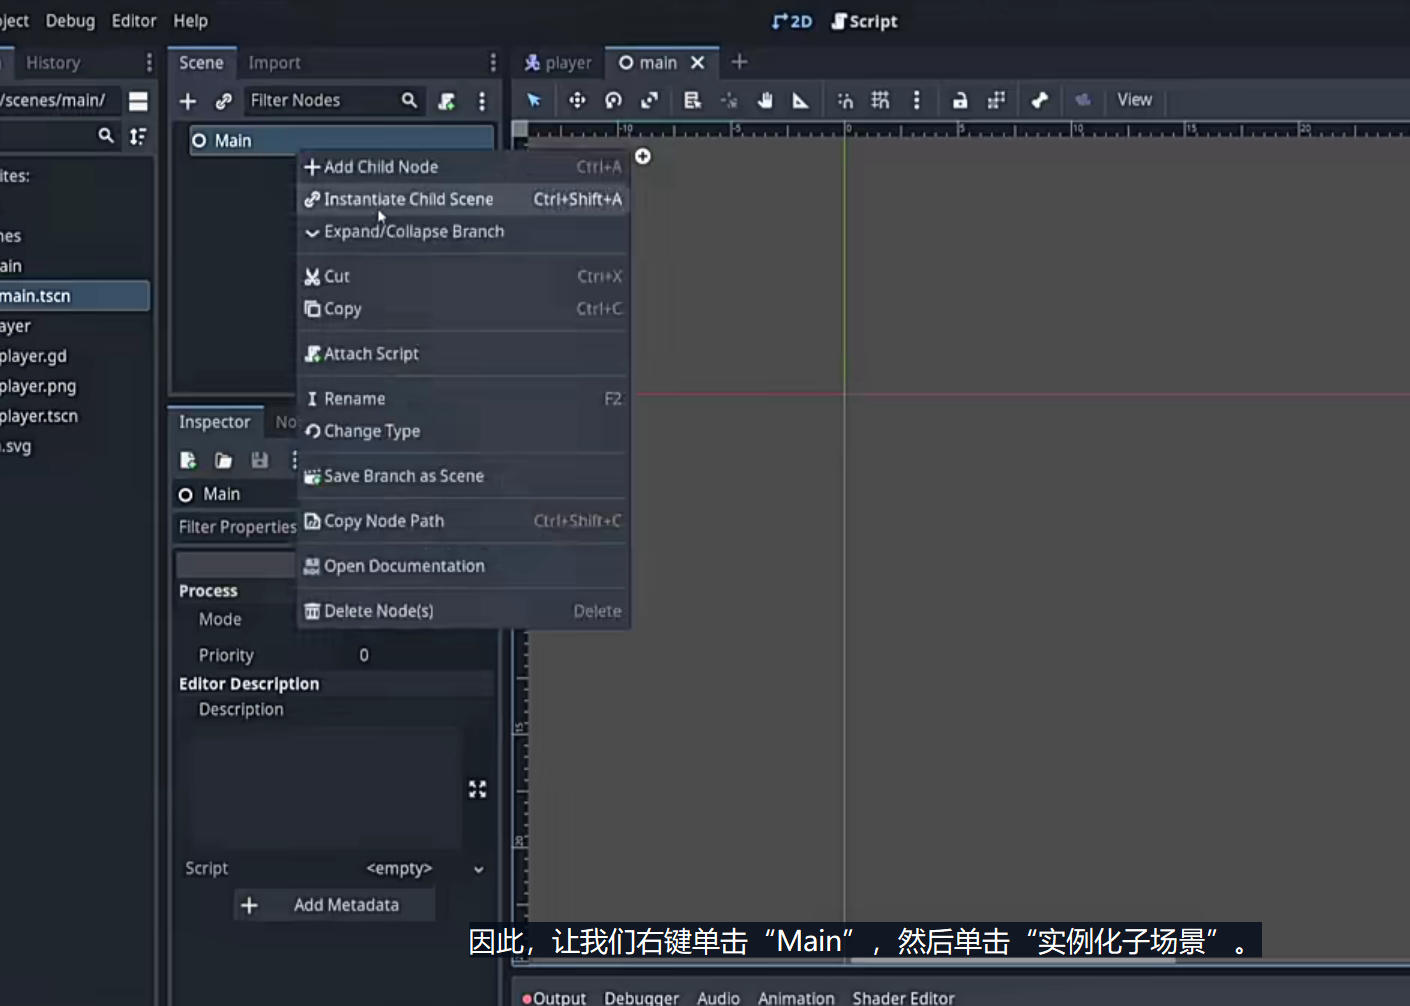 Debug Editor Help
2D Script
History
Scene Import
player main
/scenes/main/
Filter Nodes
View
Main
-10 -5 0 5 10 15 20
Add Child Node Ctrl+A
Instantiate Child Scene Ctrl+Shift+A
Expand/Collapse Branch
Cut Ctrl+X
Copy Ctrl+C
Attach Script
Rename F2
Change Type
Save Branch as Scene
Copy Node Path Ctrl+Shift+C
Open Documentation
Delete Node(s) Delete
ites:
nes
ain
main.tscn
ayer
player.gd
player.png
player.tscn
.svg
Inspector No
Main
Filter Properties
Process
Mode
Priority 0
Editor Description
Description
Script <empty>
Add Metadata
15
20
因此，让我们右键单击“Main”，然后单击“实例化子场景”。
Output Debugger Audio Animation Shader Editor